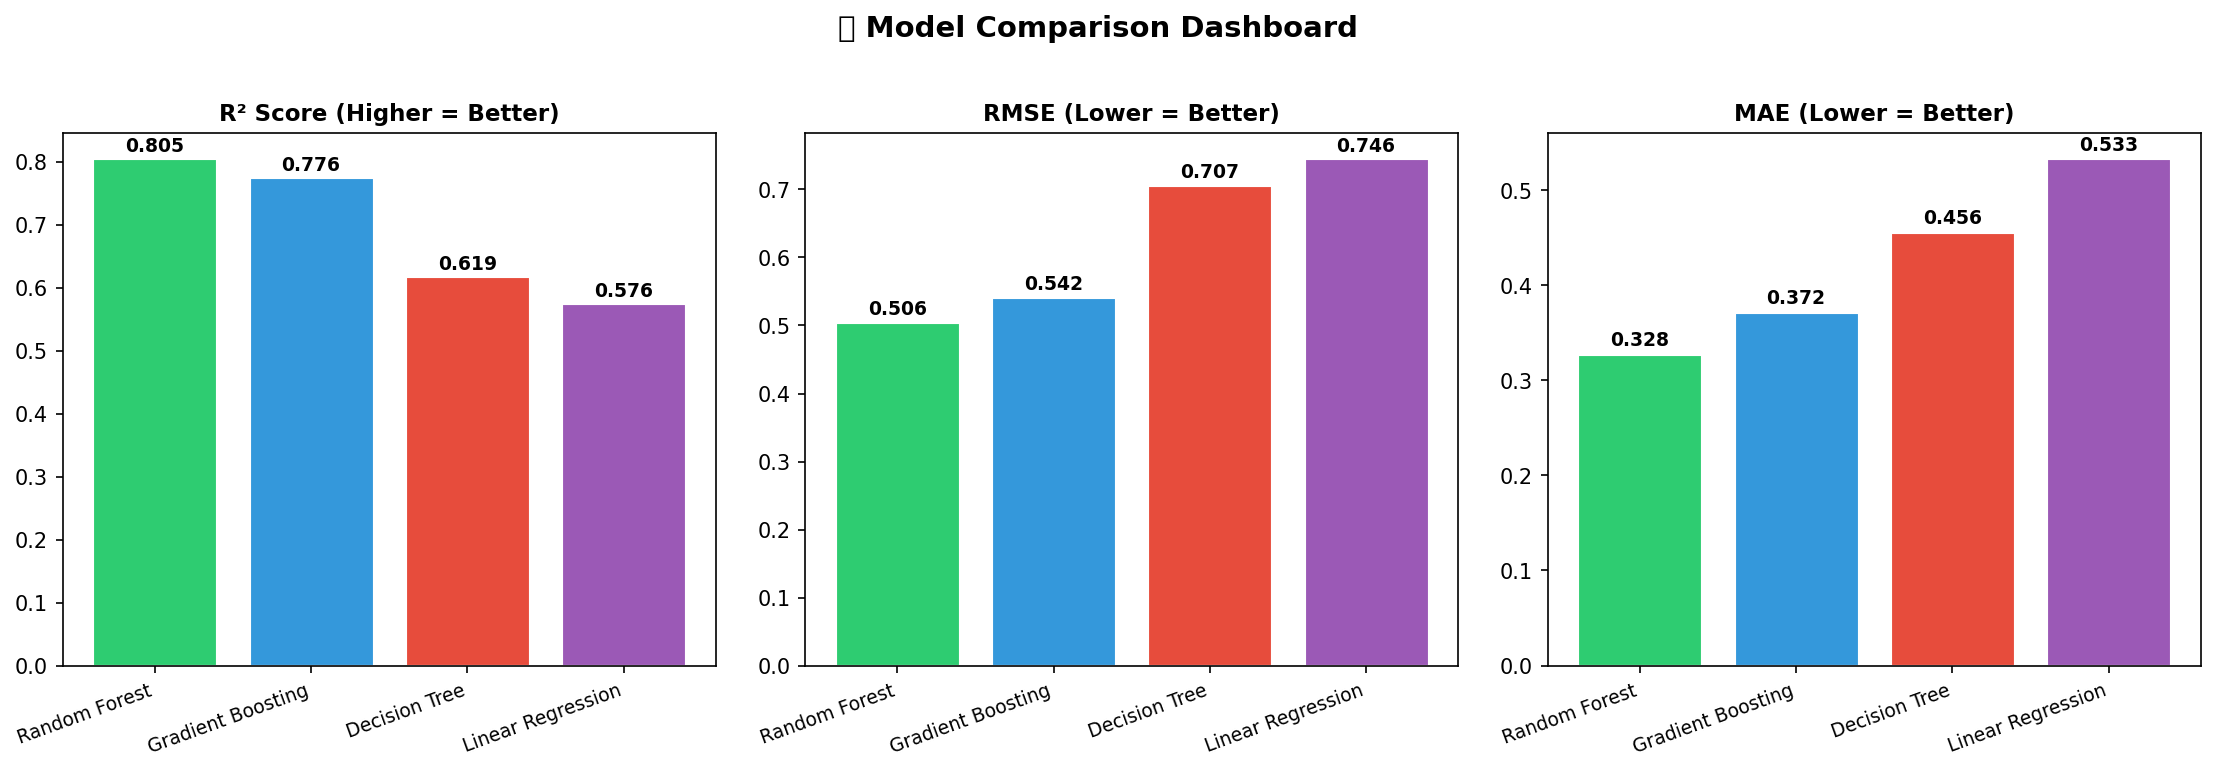 Model Comparison Dashboard
R² Score (Higher = Better)
0.8
0.7
0.6
0.5
0.4
0.3
0.2
0.1
0.0
0.805
0.776
0.619
0.576
Random Forest
Gradient Boosting
Decision Tree
Linear Regression
RMSE (Lower = Better)
0.7
0.6
0.5
0.4
0.3
0.2
0.1
0.0
0.506
0.542
0.707
0.746
Random Forest
Gradient Boosting
Decision Tree
Linear Regression
MAE (Lower = Better)
0.5
0.4
0.3
0.2
0.1
0.0
0.328
0.372
0.456
0.533
Random Forest
Gradient Boosting
Decision Tree
Linear Regression